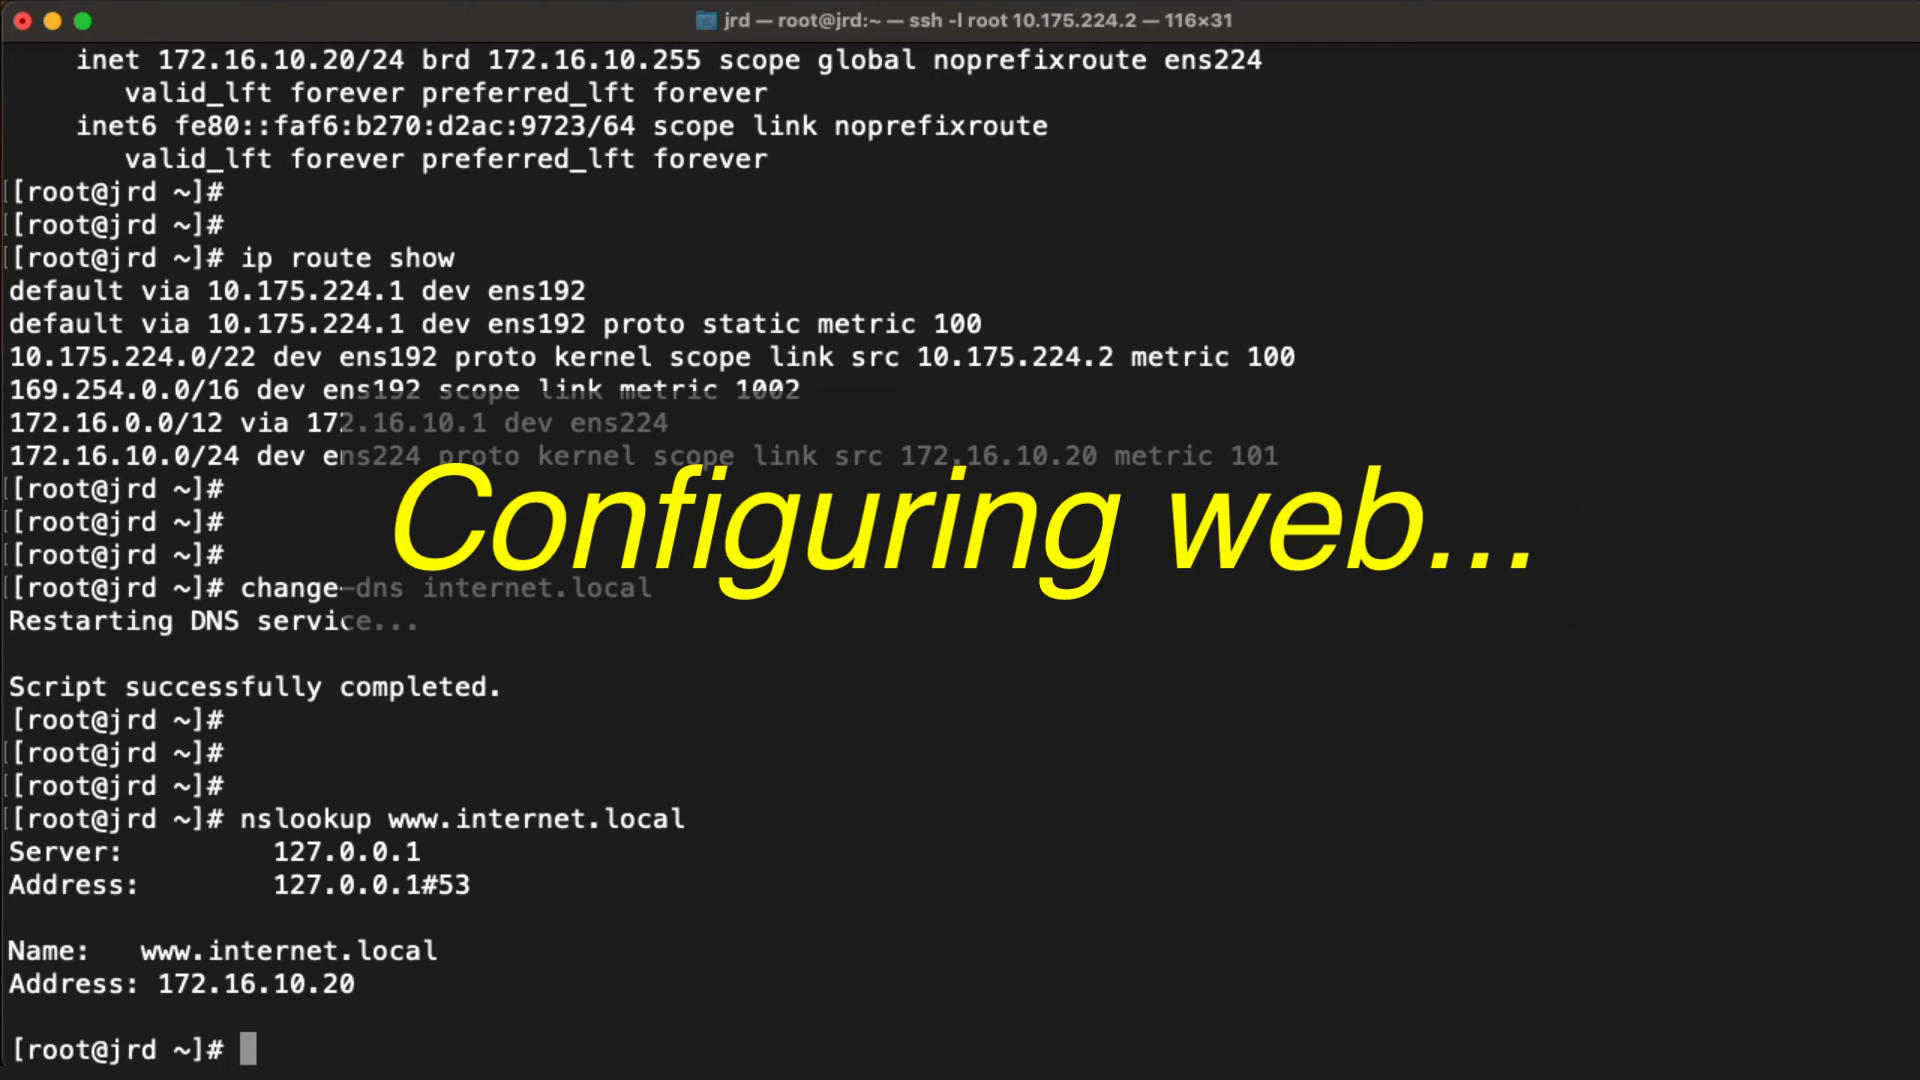 jrd — root@jrd:~ — ssh -l root 10.175.224.2 — 116×31
inet 172.16.10.20/24 brd 172.16.10.255 scope global noprefixroute ens224
valid_lft forever preferred_lft forever
inet6 fe80::faf6:b270:d2ac:9723/64 scope link noprefixroute
valid_lft forever preferred_lft forever
[[root@jrd ~]#
[[root@jrd ~]#
[[root@jrd ~]# ip route show
default via 10.175.224.1 dev ens192
default via 10.175.224.1 dev ens192 proto static metric 100
10.175.224.0/22 dev ens192 proto kernel scope link src 10.175.224.2 metric 100
169.254.0.0/16 dev ens192 scope link metric 1002
172.16.0.0/12 via 172.16.10.1 dev ens224
172.16.10.0/24 dev ens224 proto kernel scope link src 172.16.10.20 metric 101
[[root@jrd ~]#
[[root@jrd ~]#
Configuring web...
[[root@jrd ~]#
[[root@jrd ~]# change-dns internet.local
Restarting DNS service...
Script successfully completed.
[root@jrd ~]#
[[root@jrd ~]#
[[root@jrd ~]#
[[root@jrd ~]# nslookup www.internet.local
Server: 127.0.0.1
Address: 127.0.0.1#53
Name: www.internet.local
Address: 172.16.10.20
[root@jrd ~]#